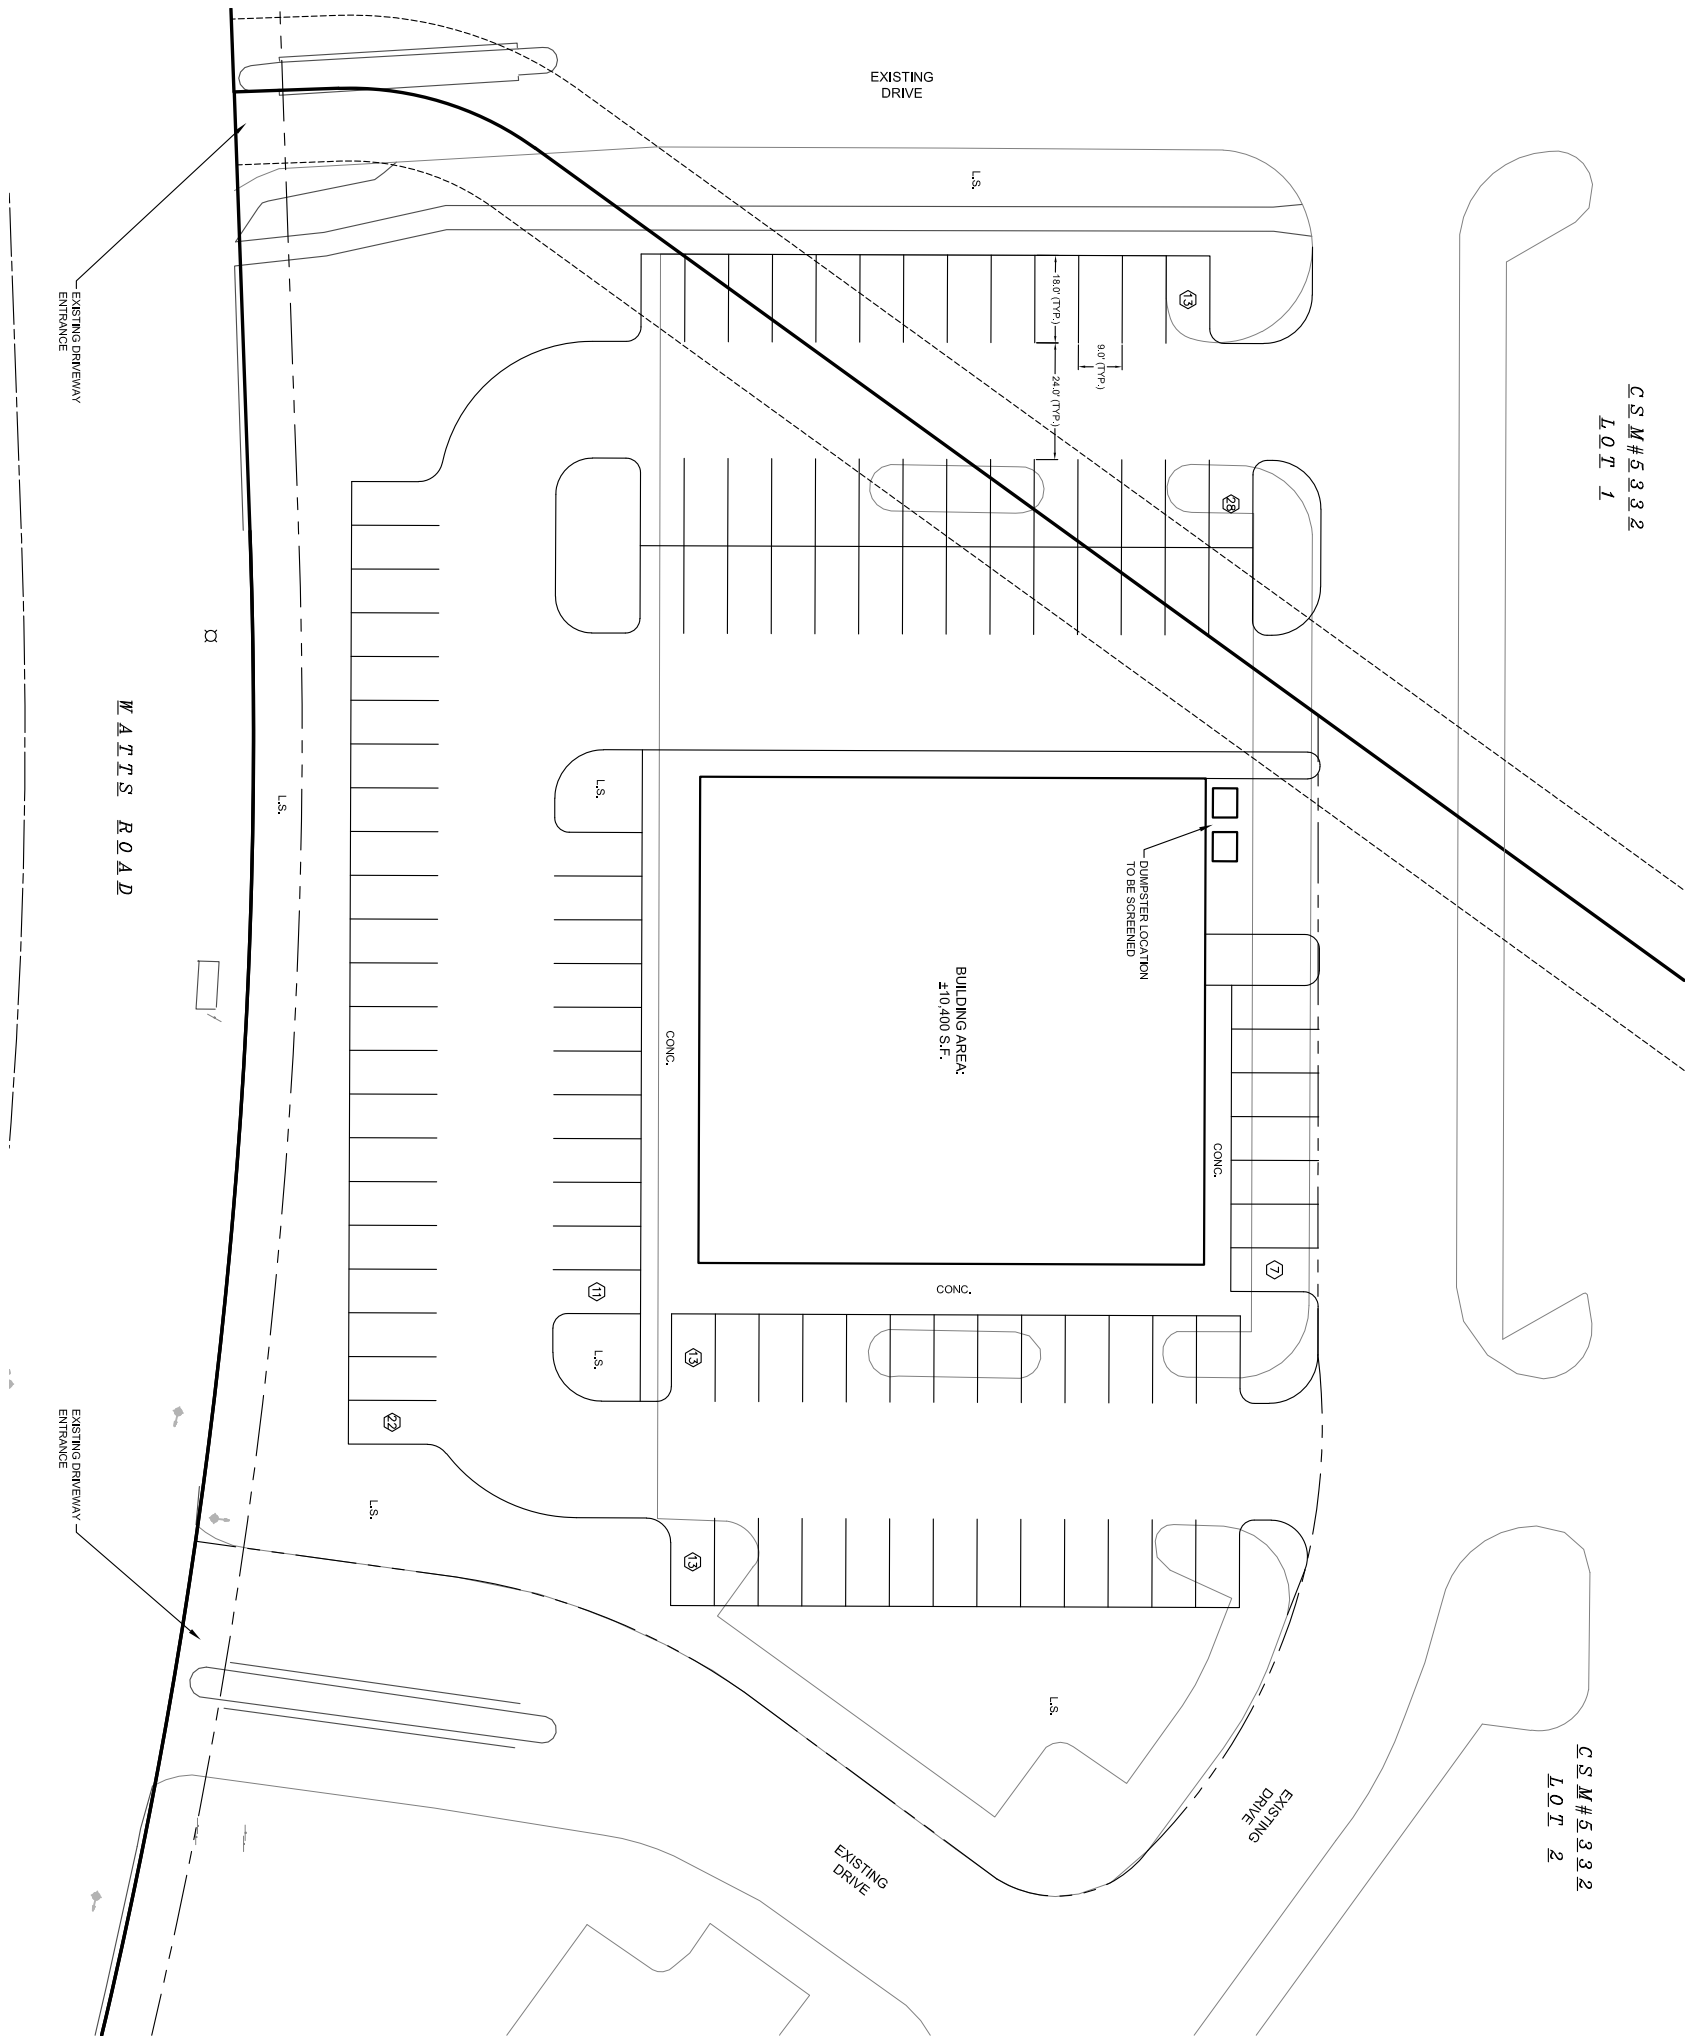 EXISTING
DRIVE
L.S.
13
18.0' (TYP.)
9.0' (TYP.)
24.0' (TYP.)
EXISTING DRIVEWAY
ENTRANCE
CSM#5332
LOT 1
28
WATTS ROAD
L.S.
L.S.
DUMPSTER LOCATION
TO BE SCREENED
BUILDING AREA:
±10,400 S.F.
CONC.
CONC.
CONC.
7
11
L.S.
13
22
L.S.
13
EXISTING DRIVEWAY
ENTRANCE
L.S.
EXISTING
DRIVE
EXISTING
DRIVE
CSM#5332
LOT 2